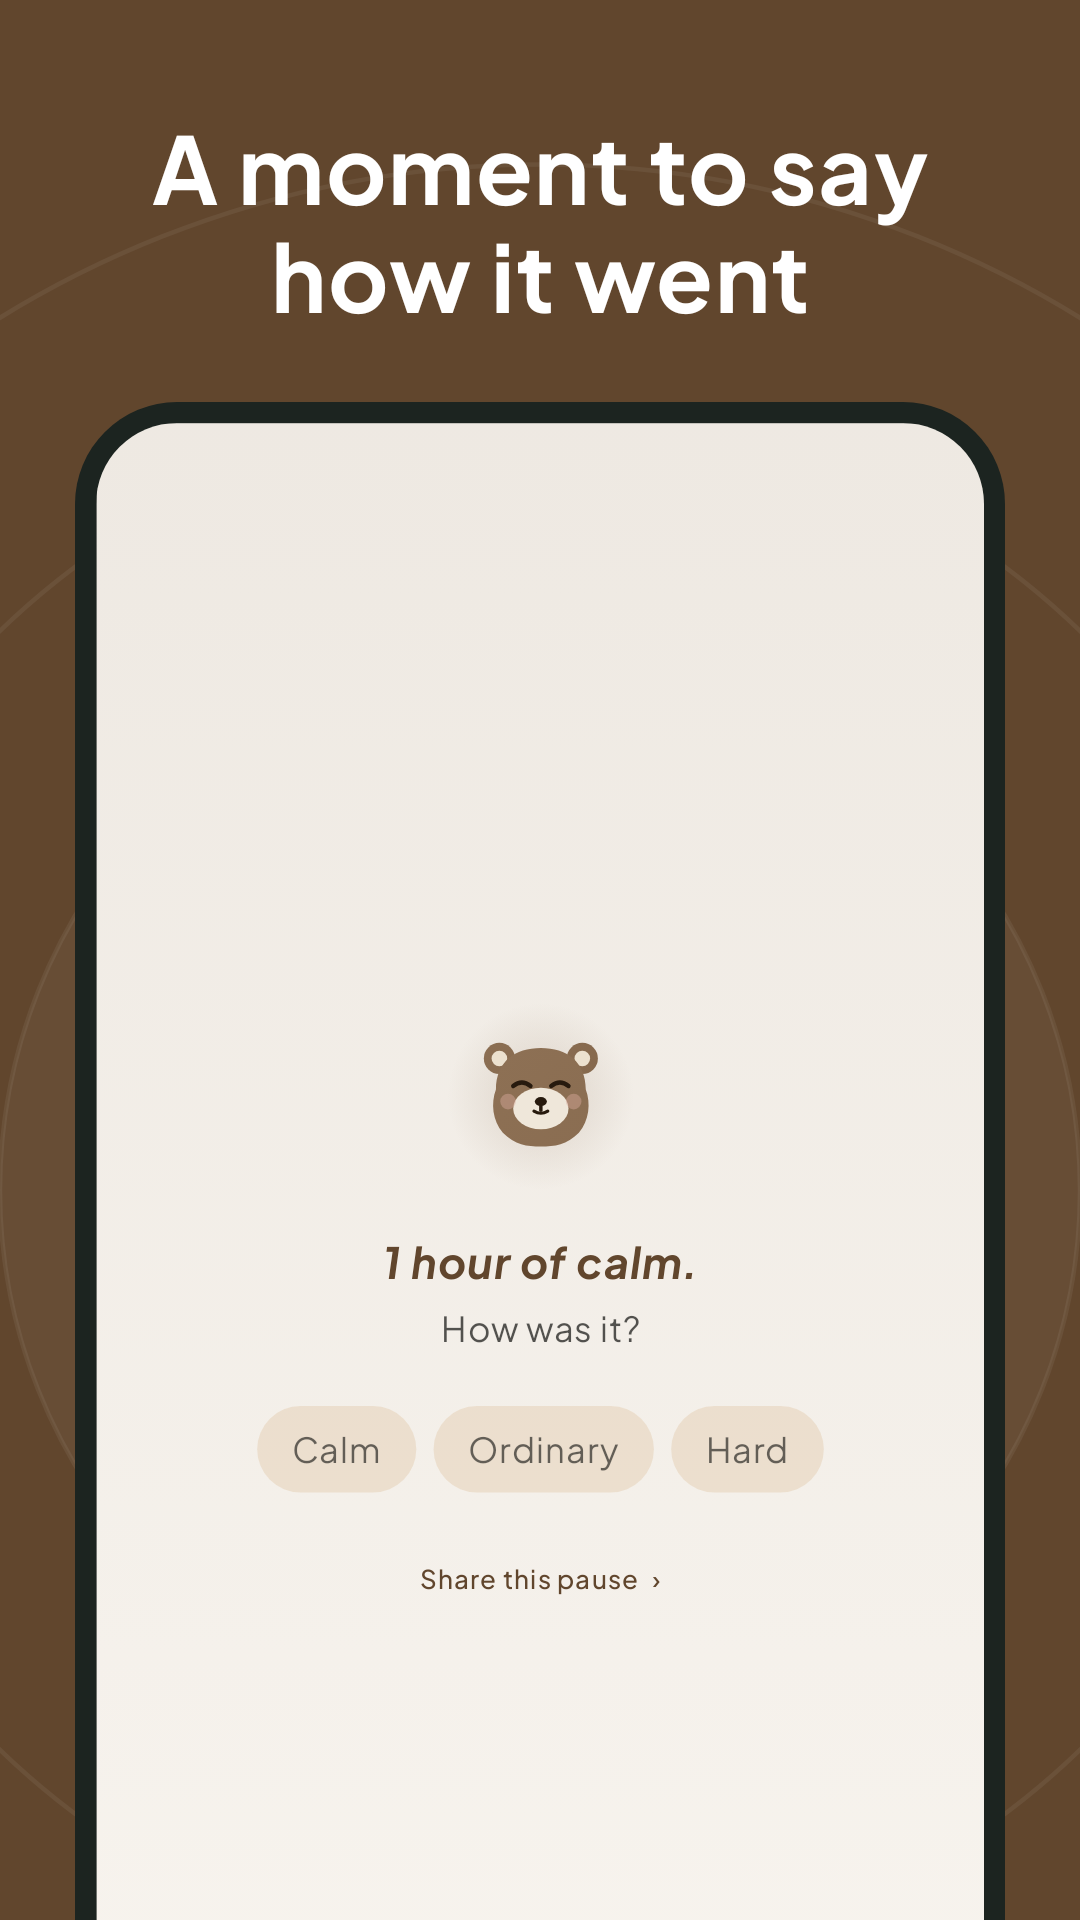 A moment to say
how it went
1 hour of calm.
How was it?
Calm Ordinary Hard
Share this pause ›